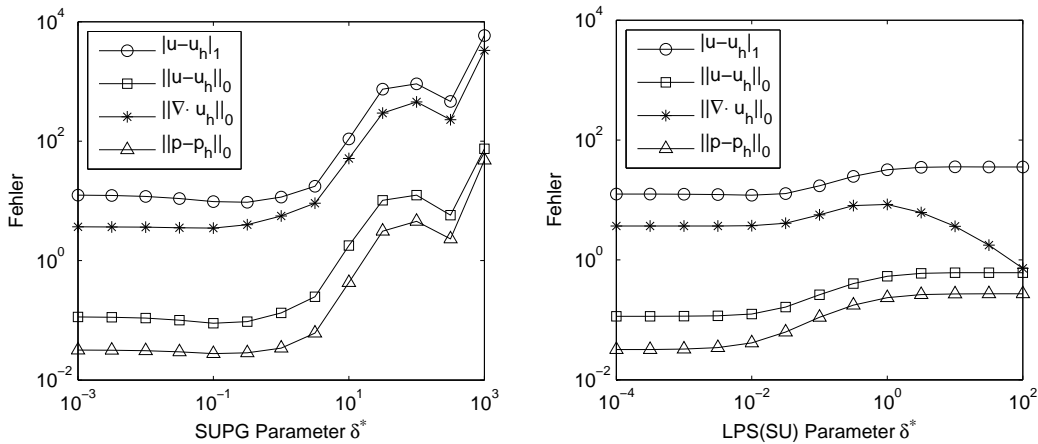 10^4
10^2
10^0
10^−2
Fehler
|u−u_h|_1
||u−u_h||_0
||∇⋅ u_h||_0
||p−p_h||_0
10^−3
10^−1
10^1
10^3
SUPG Parameter δ^*
10^4
10^2
10^0
10^−2
Fehler
|u−u_h|_1
||u−u_h||_0
||∇⋅ u_h||_0
||p−p_h||_0
10^−4
10^−2
10^0
10^2
LPS(SU) Parameter δ^*